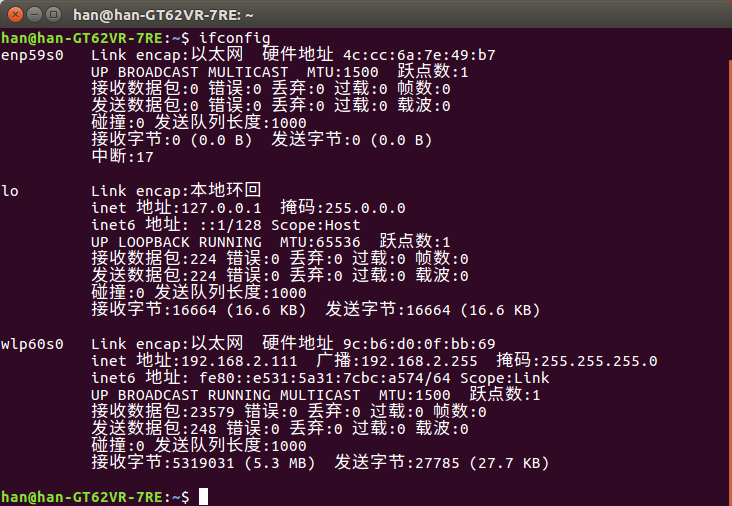 han@han-GT62VR-7RE: ~
han@han-GT62VR-7RE:~$ ifconfig
enp59s0   Link encap:以太网  硬件地址 4c:cc:6a:7e:49:b7
          UP BROADCAST MULTICAST  MTU:1500  跃点数:1
          接收数据包:0 错误:0 丢弃:0 过载:0 帧数:0
          发送数据包:0 错误:0 丢弃:0 过载:0 载波:0
          碰撞:0 发送队列长度:1000
          接收字节:0 (0.0 B)  发送字节:0 (0.0 B)
          中断:17
lo        Link encap:本地环回
          inet 地址:127.0.0.1  掩码:255.0.0.0
          inet6 地址: ::1/128 Scope:Host
          UP LOOPBACK RUNNING  MTU:65536  跃点数:1
          接收数据包:224 错误:0 丢弃:0 过载:0 帧数:0
          发送数据包:224 错误:0 丢弃:0 过载:0 载波:0
          碰撞:0 发送队列长度:1000
          接收字节:16664 (16.6 KB)  发送字节:16664 (16.6 KB)
wlp60s0   Link encap:以太网  硬件地址 9c:b6:d0:0f:bb:69
          inet 地址:192.168.2.111  广播:192.168.2.255  掩码:255.255.255.0
          inet6 地址: fe80::e531:5a31:7cbc:a574/64 Scope:Link
          UP BROADCAST RUNNING MULTICAST  MTU:1500  跃点数:1
          接收数据包:23579 错误:0 丢弃:0 过载:0 帧数:0
          发送数据包:248 错误:0 丢弃:0 过载:0 载波:0
          碰撞:0 发送队列长度:1000
          接收字节:5319031 (5.3 MB)  发送字节:27785 (27.7 KB)
han@han-GT62VR-7RE:~$